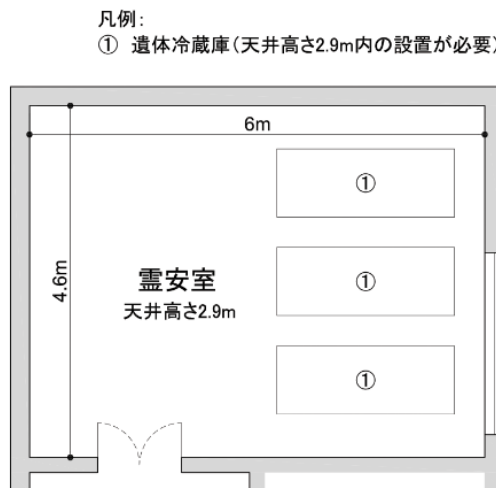 凡例:
① 遺体冷蔵庫(天井高さ2.9m内の設置が必要)
6m
①
4.6m
霊安室
天井高さ2.9m
①
①